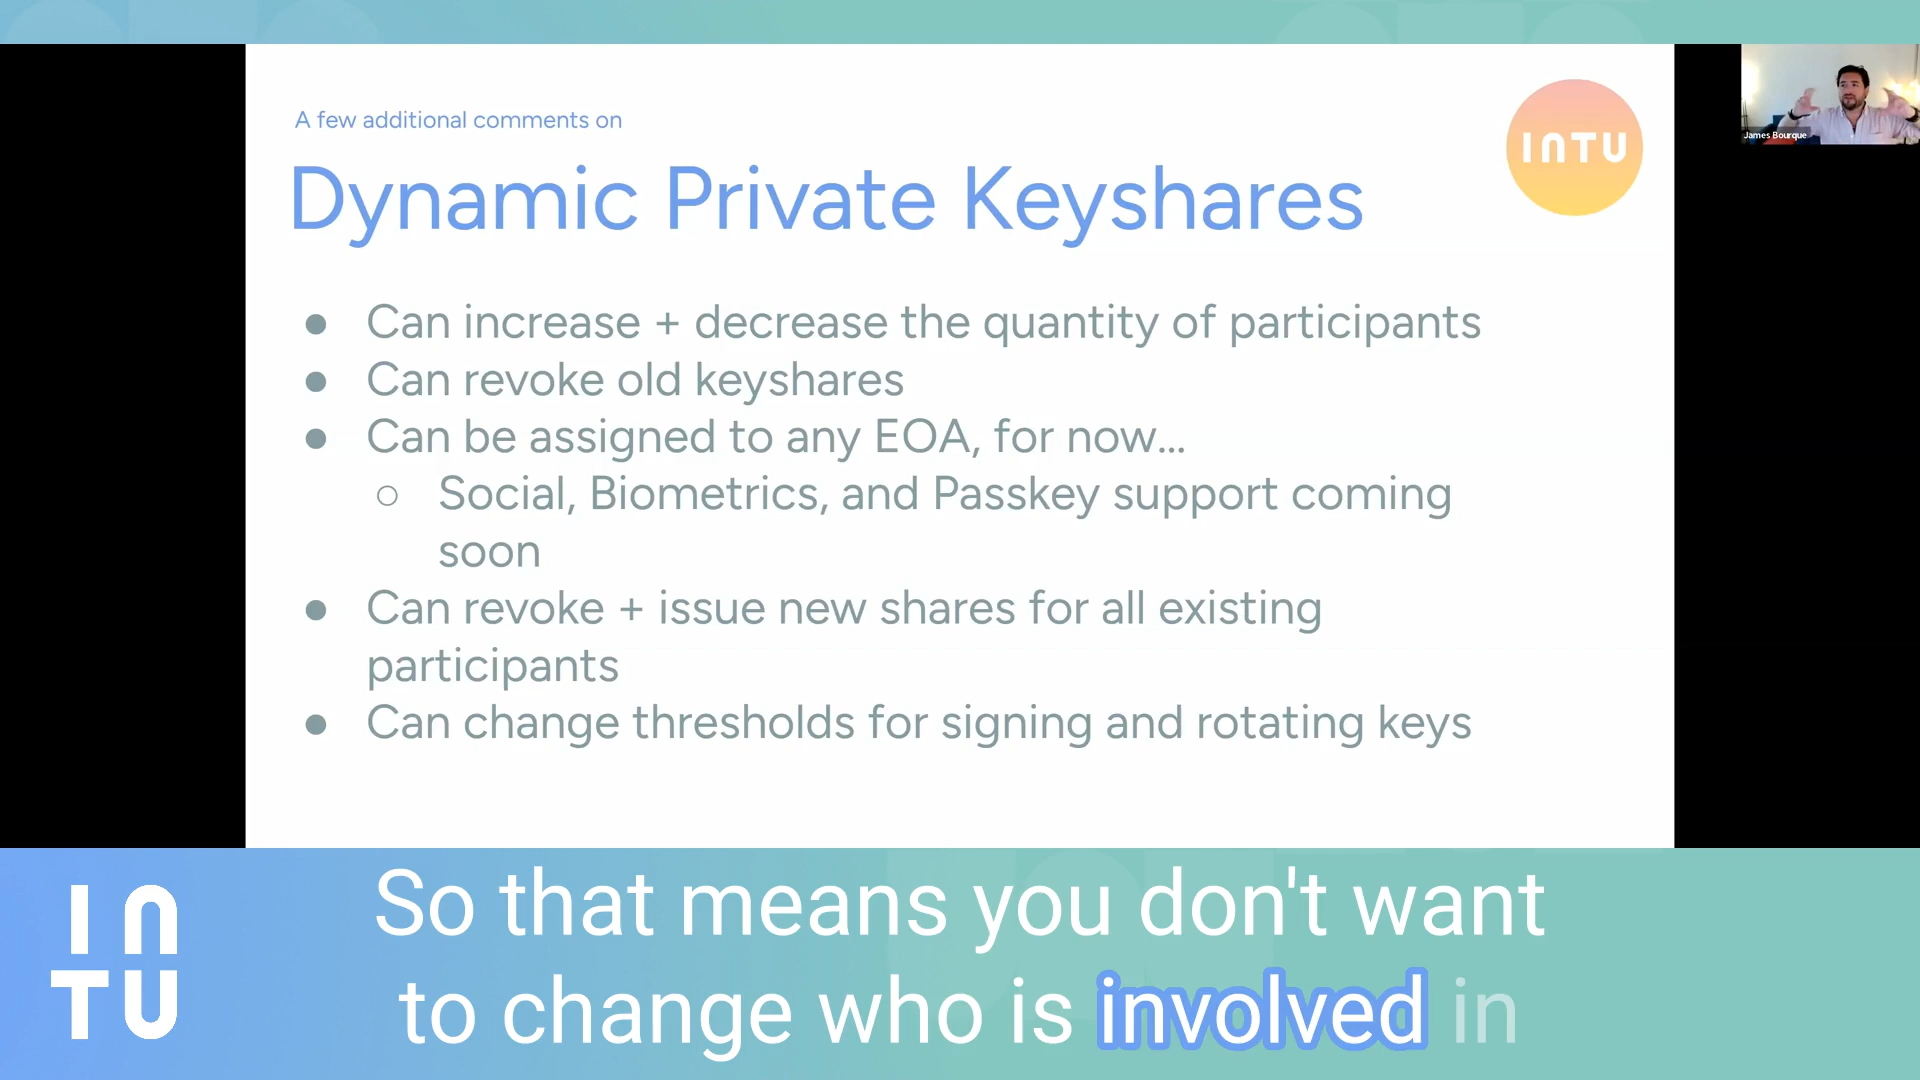 A few additional comments on
Dynamic Private Keyshares
INTU
James Bourque
● Can increase + decrease the quantity of participants
● Can revoke old keyshares
● Can be assigned to any EOA, for now...
○ Social, Biometrics, and Passkey support coming
soon
● Can revoke + issue new shares for all existing
participants
● Can change thresholds for signing and rotating keys
IN
TU
So that means you don't want
to change who is involved in